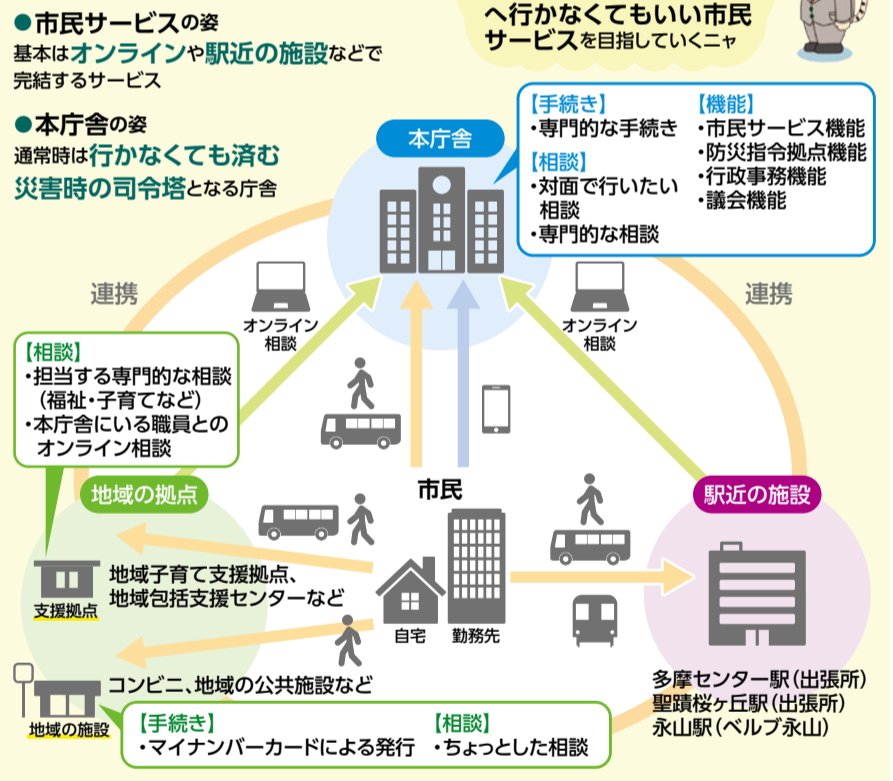 へ行かなくてもいい市民
サービスを目指していくニャ
●市民サービスの姿
基本はオンラインや駅近の施設などで
完結するサービス
●本庁舎の姿
通常時は行かなくても済む
災害時の司令塔となる庁舎
本庁舎
【手続き】
・専門的な手続き
【相談】
・対面で行いたい
相談
・専門的な相談
【機能】
・市民サービス機能
・防災指令拠点機能
・行政事務機能
・議会機能
連携
連携
オンライン
相談
オンライン
相談
【相談】
・担当する専門的な相談
（福祉・子育てなど）
・本庁舎にいる職員との
オンライン相談
地域の拠点
市民
駅近の施設
支援拠点
地域子育て支援拠点、
地域包括支援センターなど
自宅
勤務先
コンビニ、地域の公共施設など
地域の施設
【手続き】
・マイナンバーカードによる発行
【相談】
・ちょっとした相談
多摩センター駅（出張所）
聖蹟桜ヶ丘駅（出張所）
永山駅（ベルブ永山）